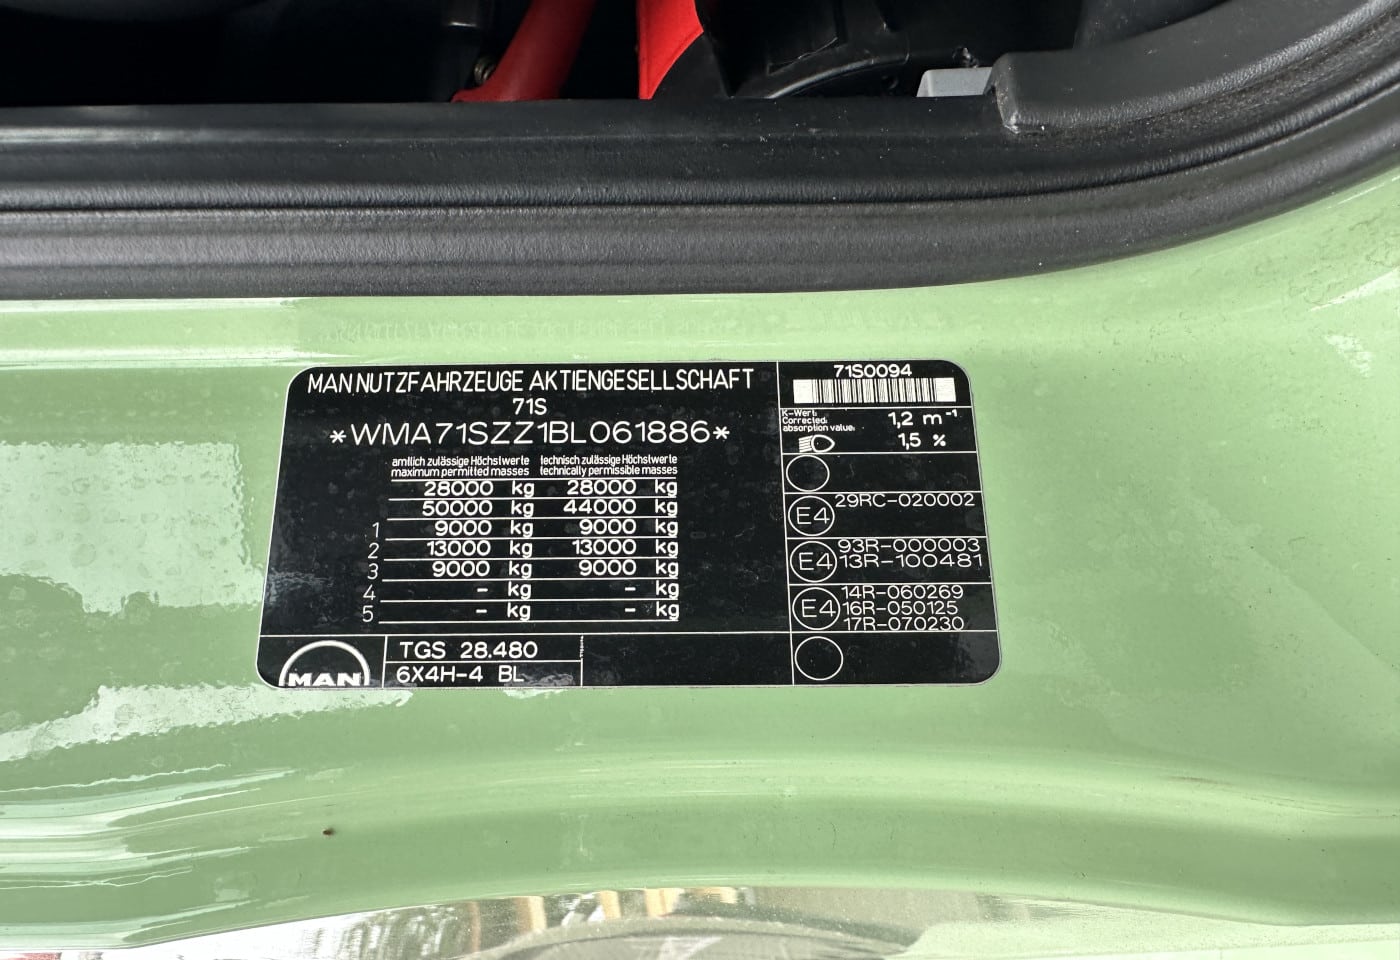 MAN NUTZFAHRZEUGE AKTIENGESELLSCHAFT
71S
*WMA71SZZ1BL061886*
amtlich zulässige Höchstwerte technisch zulässige Höchstwerte
maximum permitted masses technically permissible masses
28000 kg 28000 kg
50000 kg 44000 kg
1 9000 kg 9000 kg
2 13000 kg 13000 kg
3 9000 kg 9000 kg
4 - kg - kg
5 - kg - kg
MAN
TGS 28.480
6X4H-4 BL
71S0094
K-Wert:
Corrected
absorption value:
1,2 m⁻¹
1,5 %
E4 29RC-020002
E4 93R-000003
13R-100481
E4 14R-060269
16R-050125
17R-070230